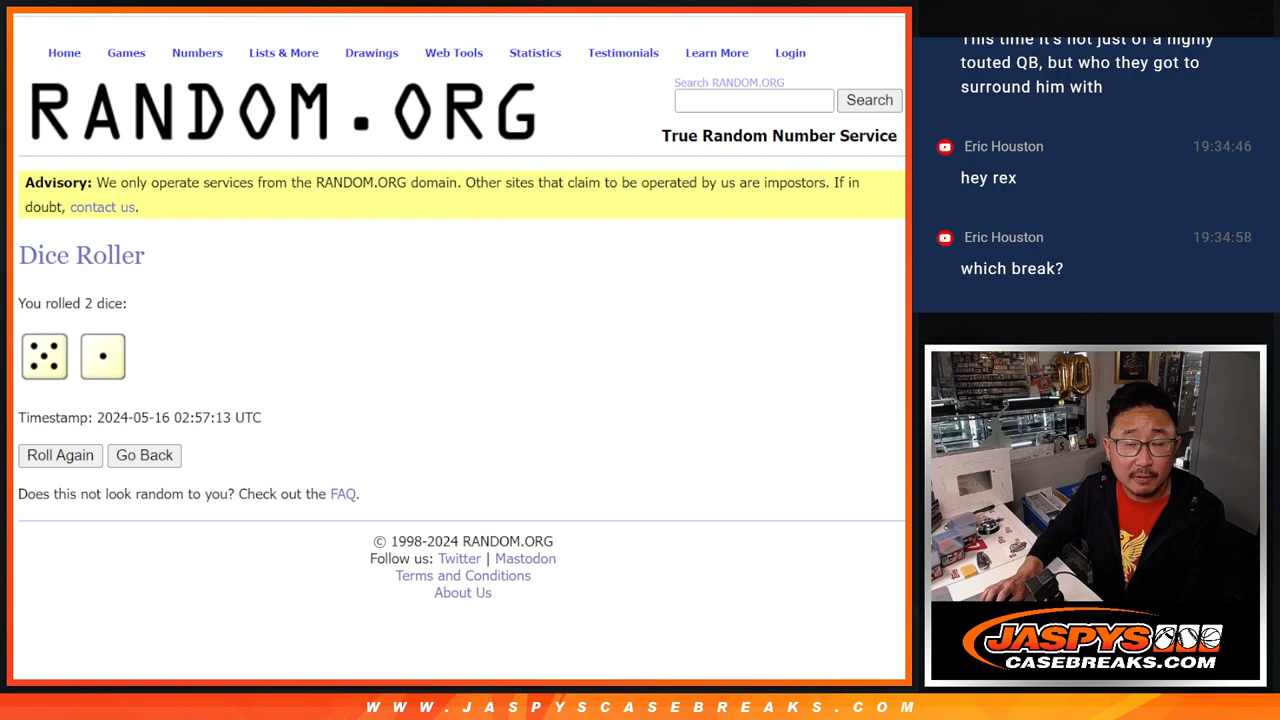 Home Games Numbers Lists & More Drawings Web Tools Statistics Testimonials Learn More Login
RANDOM.ORG
Search RANDOM.ORG
Search
True Random Number Service
Advisory: We only operate services from the RANDOM.ORG domain. Other sites that claim to be operated by us are impostors. If in
doubt, contact us.
Dice Roller
You rolled 2 dice:
Timestamp: 2024-05-16 02:57:13 UTC
Roll Again Go Back
Does this not look random to you? Check out the FAQ.
© 1998-2024 RANDOM.ORG
Follow us: Twitter | Mastodon
Terms and Conditions
About Us
This time it's not just of a highly
touted QB, but who they got to
surround him with
Eric Houston 19:34:46
hey rex
Eric Houston 19:34:58
which break?
10
JASPYS
CASEBREAKS.COM
WWW.JASPYSCASEBREAKS.COM